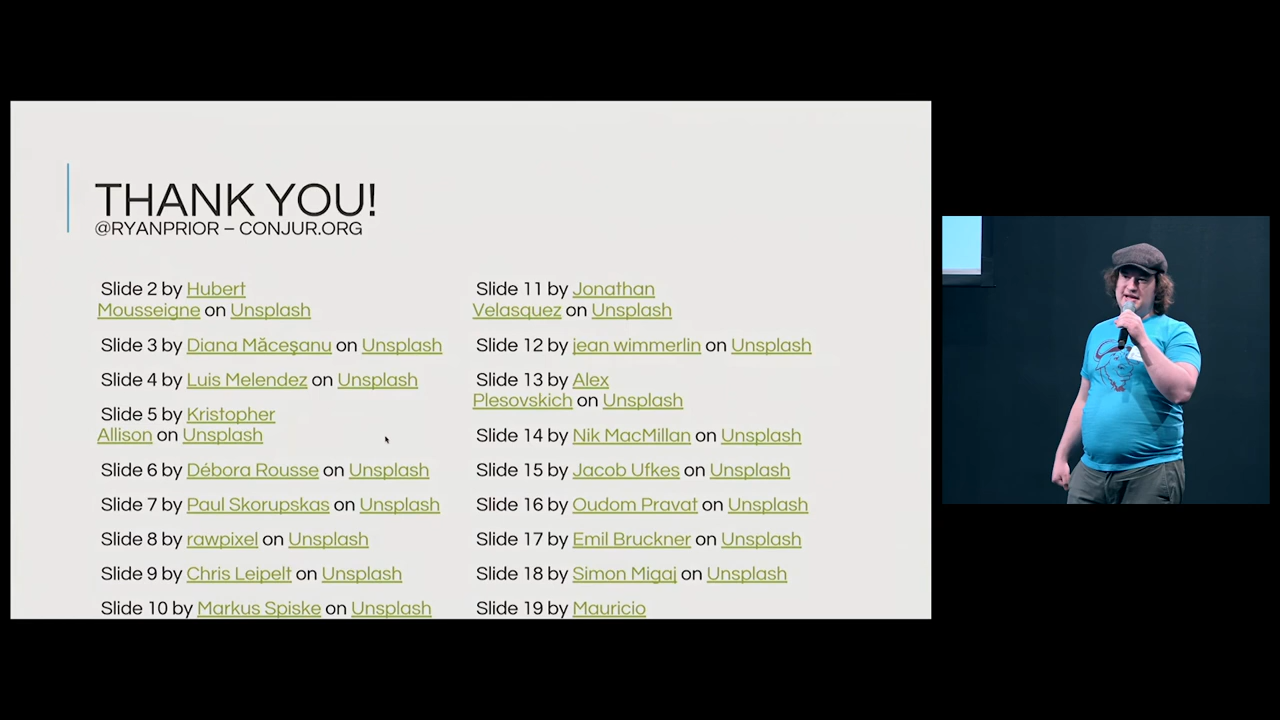 THANK YOU!
@RYANPRIOR – CONJUR.ORG
Slide 2 by Hubert
Mousseigne on Unsplash
Slide 3 by Diana Măceşanu on Unsplash
Slide 4 by Luis Melendez on Unsplash
Slide 5 by Kristopher
Allison on Unsplash
Slide 6 by Débora Rousse on Unsplash
Slide 7 by Paul Skorupskas on Unsplash
Slide 8 by rawpixel on Unsplash
Slide 9 by Chris Leipelt on Unsplash
Slide 10 by Markus Spiske on Unsplash
Slide 11 by Jonathan
Velasquez on Unsplash
Slide 12 by jean wimmerlin on Unsplash
Slide 13 by Alex
Plesovskich on Unsplash
Slide 14 by Nik MacMillan on Unsplash
Slide 15 by Jacob Ufkes on Unsplash
Slide 16 by Oudom Pravat on Unsplash
Slide 17 by Emil Bruckner on Unsplash
Slide 18 by Simon Migaj on Unsplash
Slide 19 by Mauricio